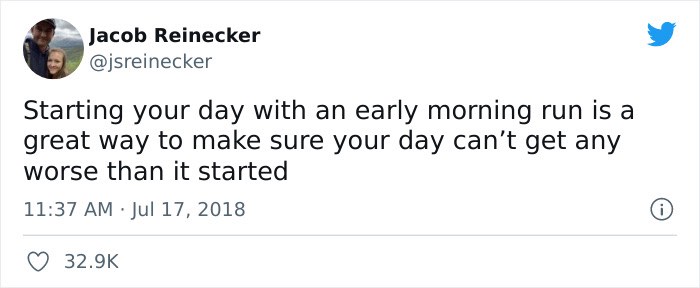 Jacob Reinecker
@jsreinecker
Starting your day with an early morning run is a
great way to make sure your day can’t get any
worse than it started
11:37 AM · Jul 17, 2018
32.9K